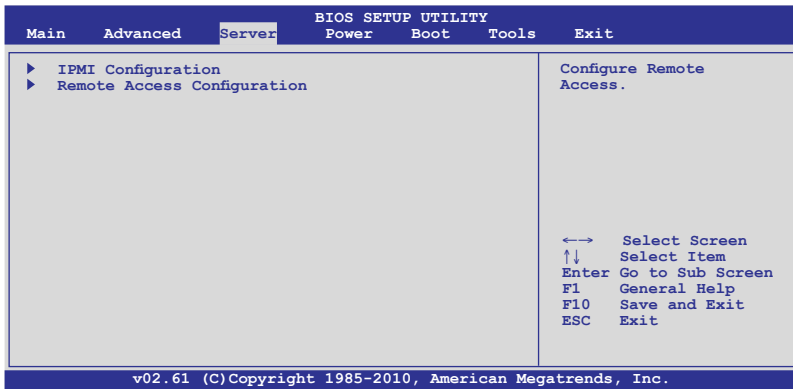 BIOS SETUP UTILITY
Main Advanced Server Power Boot Tools Exit
IPMI Configuration
Remote Access Configuration
Configure Remote
Access.
←→ Select Screen
↑↓ Select Item
Enter Go to Sub Screen
F1 General Help
F10 Save and Exit
ESC Exit
v02.61 (C)Copyright 1985-2010, American Megatrends, Inc.